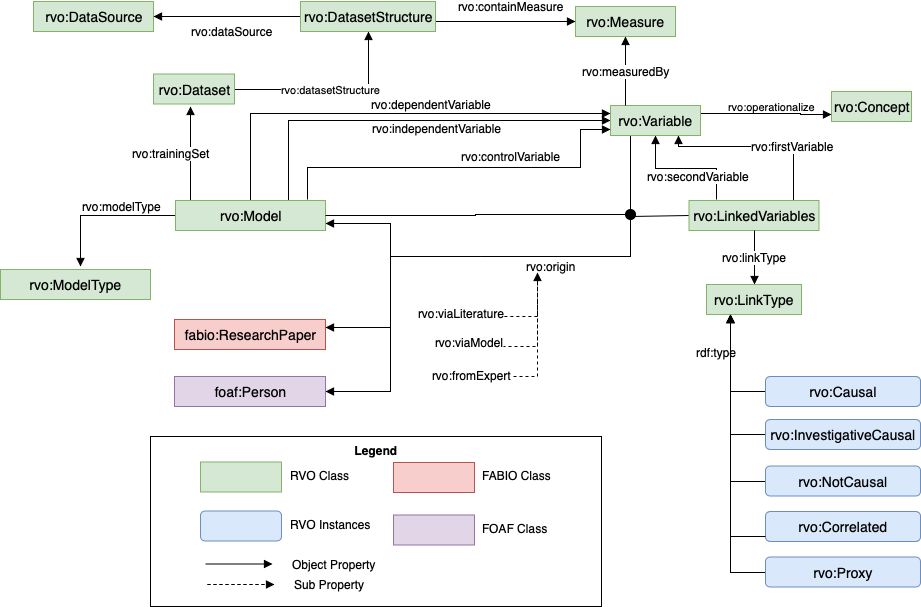 rvo:DataSource
rvo:DatasetStructure
rvo:containMeasure
rvo:Measure
rvo:dataSource
rvo:measuredBy
rvo:Dataset
rvo:datasetStructure
rvo:dependentVariable
rvo:operationalize
rvo:Concept
rvo:independentVariable
rvo:Variable
rvo:trainingSet
rvo:controlVariable
rvo:firstVariable
rvo:secondVariable
rvo:modelType
rvo:Model
rvo:LinkedVariables
rvo:linkType
rvo:origin
rvo:ModelType
rvo:LinkType
rvo:viaLiterature
fabio:ResearchPaper
rvo:viaModel
rdf:type
rvo:fromExpert
foaf:Person
rvo:Causal
rvo:InvestigativeCausal
rvo:NotCausal
rvo:Correlated
rvo:Proxy
Legend
RVO Class
FABIO Class
RVO Instances
FOAF Class
Object Property
Sub Property